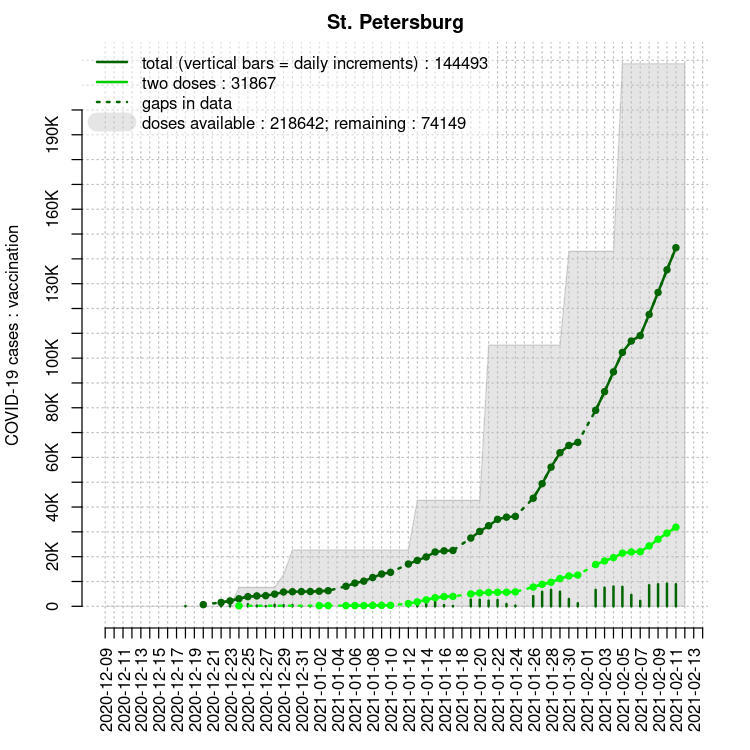 St. Petersburg
total (vertical bars = daily increments) : 144493
two doses : 31867
gaps in data
doses available : 218642; remaining : 74149
COVID-19 cases : vaccination
190K
160K
130K
100K
80K
60K
40K
20K
0
2020-12-09
2020-12-11
2020-12-13
2020-12-15
2020-12-17
2020-12-19
2020-12-21
2020-12-23
2020-12-25
2020-12-27
2020-12-29
2020-12-31
2021-01-02
2021-01-04
2021-01-06
2021-01-08
2021-01-10
2021-01-12
2021-01-14
2021-01-16
2021-01-18
2021-01-20
2021-01-22
2021-01-24
2021-01-26
2021-01-28
2021-01-30
2021-02-01
2021-02-03
2021-02-05
2021-02-07
2021-02-09
2021-02-11
2021-02-13